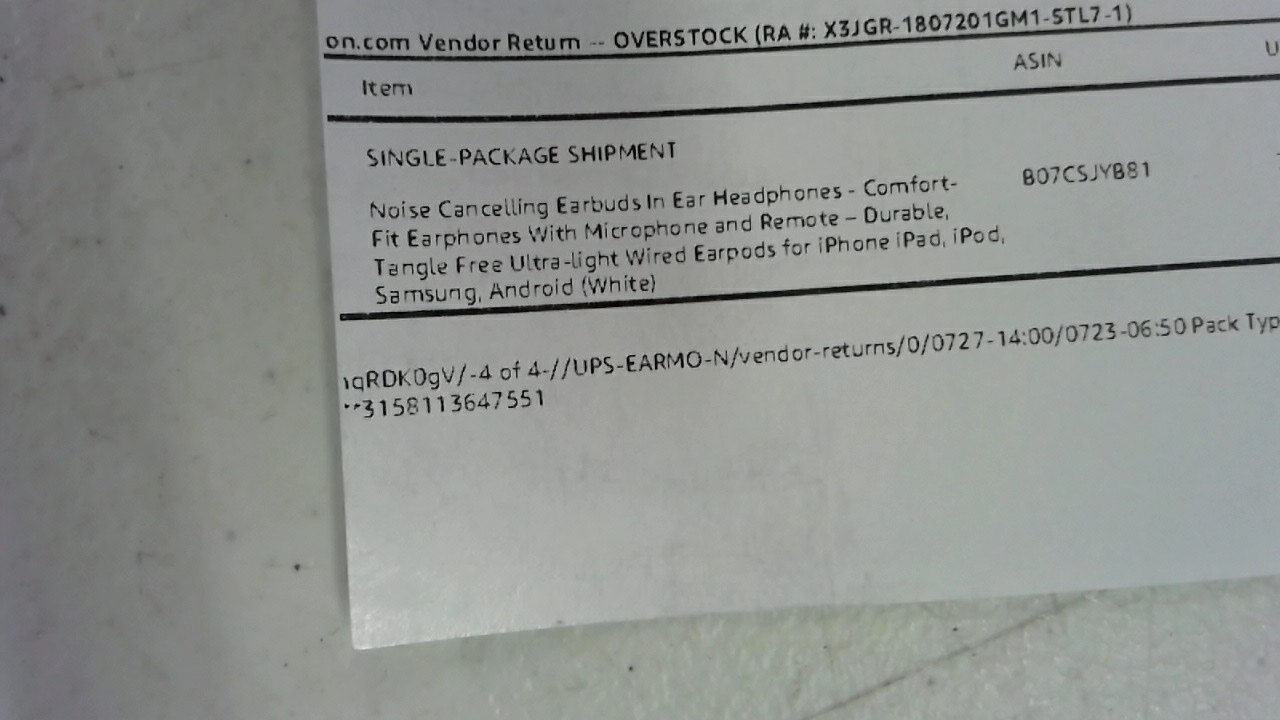 on.com Vendor Return -- OVERSTOCK (RA #: X3JGR-1807201GM1-STL7-1)
Item ASIN U
SINGLE-PACKAGE SHIPMENT
Noise Cancelling Earbuds In Ear Headphones - Comfort- B07CSJYB81
Fit Earphones With Microphone and Remote – Durable,
Tangle Free Ultra-light Wired Earpods for iPhone iPad, iPod,
Samsung, Android (White)
qRDK0gV/-4 of 4-//UPS-EARMO-N/vendor-returns/0/0727-14:00/0723-06:50 Pack Typ
**3158113647551